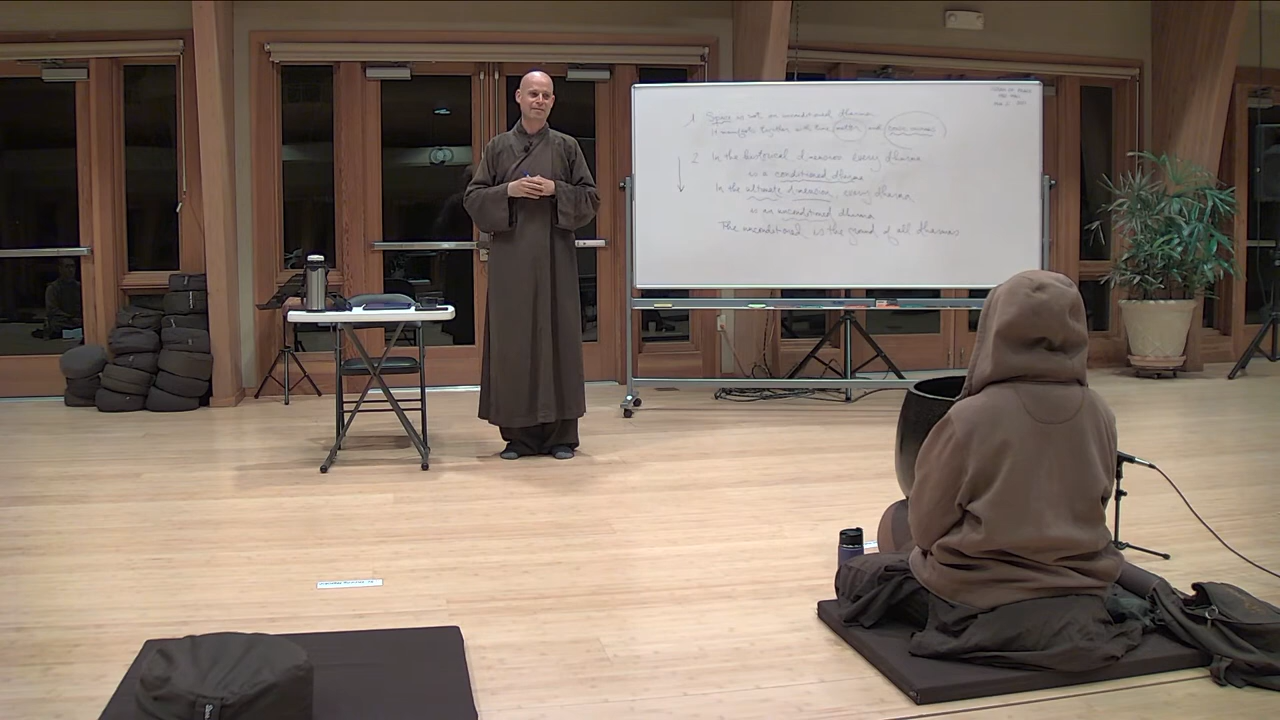 1. Space is not an unconditioned dharma.
It manifests together with time, matter and
2. In the historical dimension every dharma
is a conditioned dharma
In the ultimate dimension, every dharma
is an unconditioned dharma
The unconditioned is the ground of all dharmas